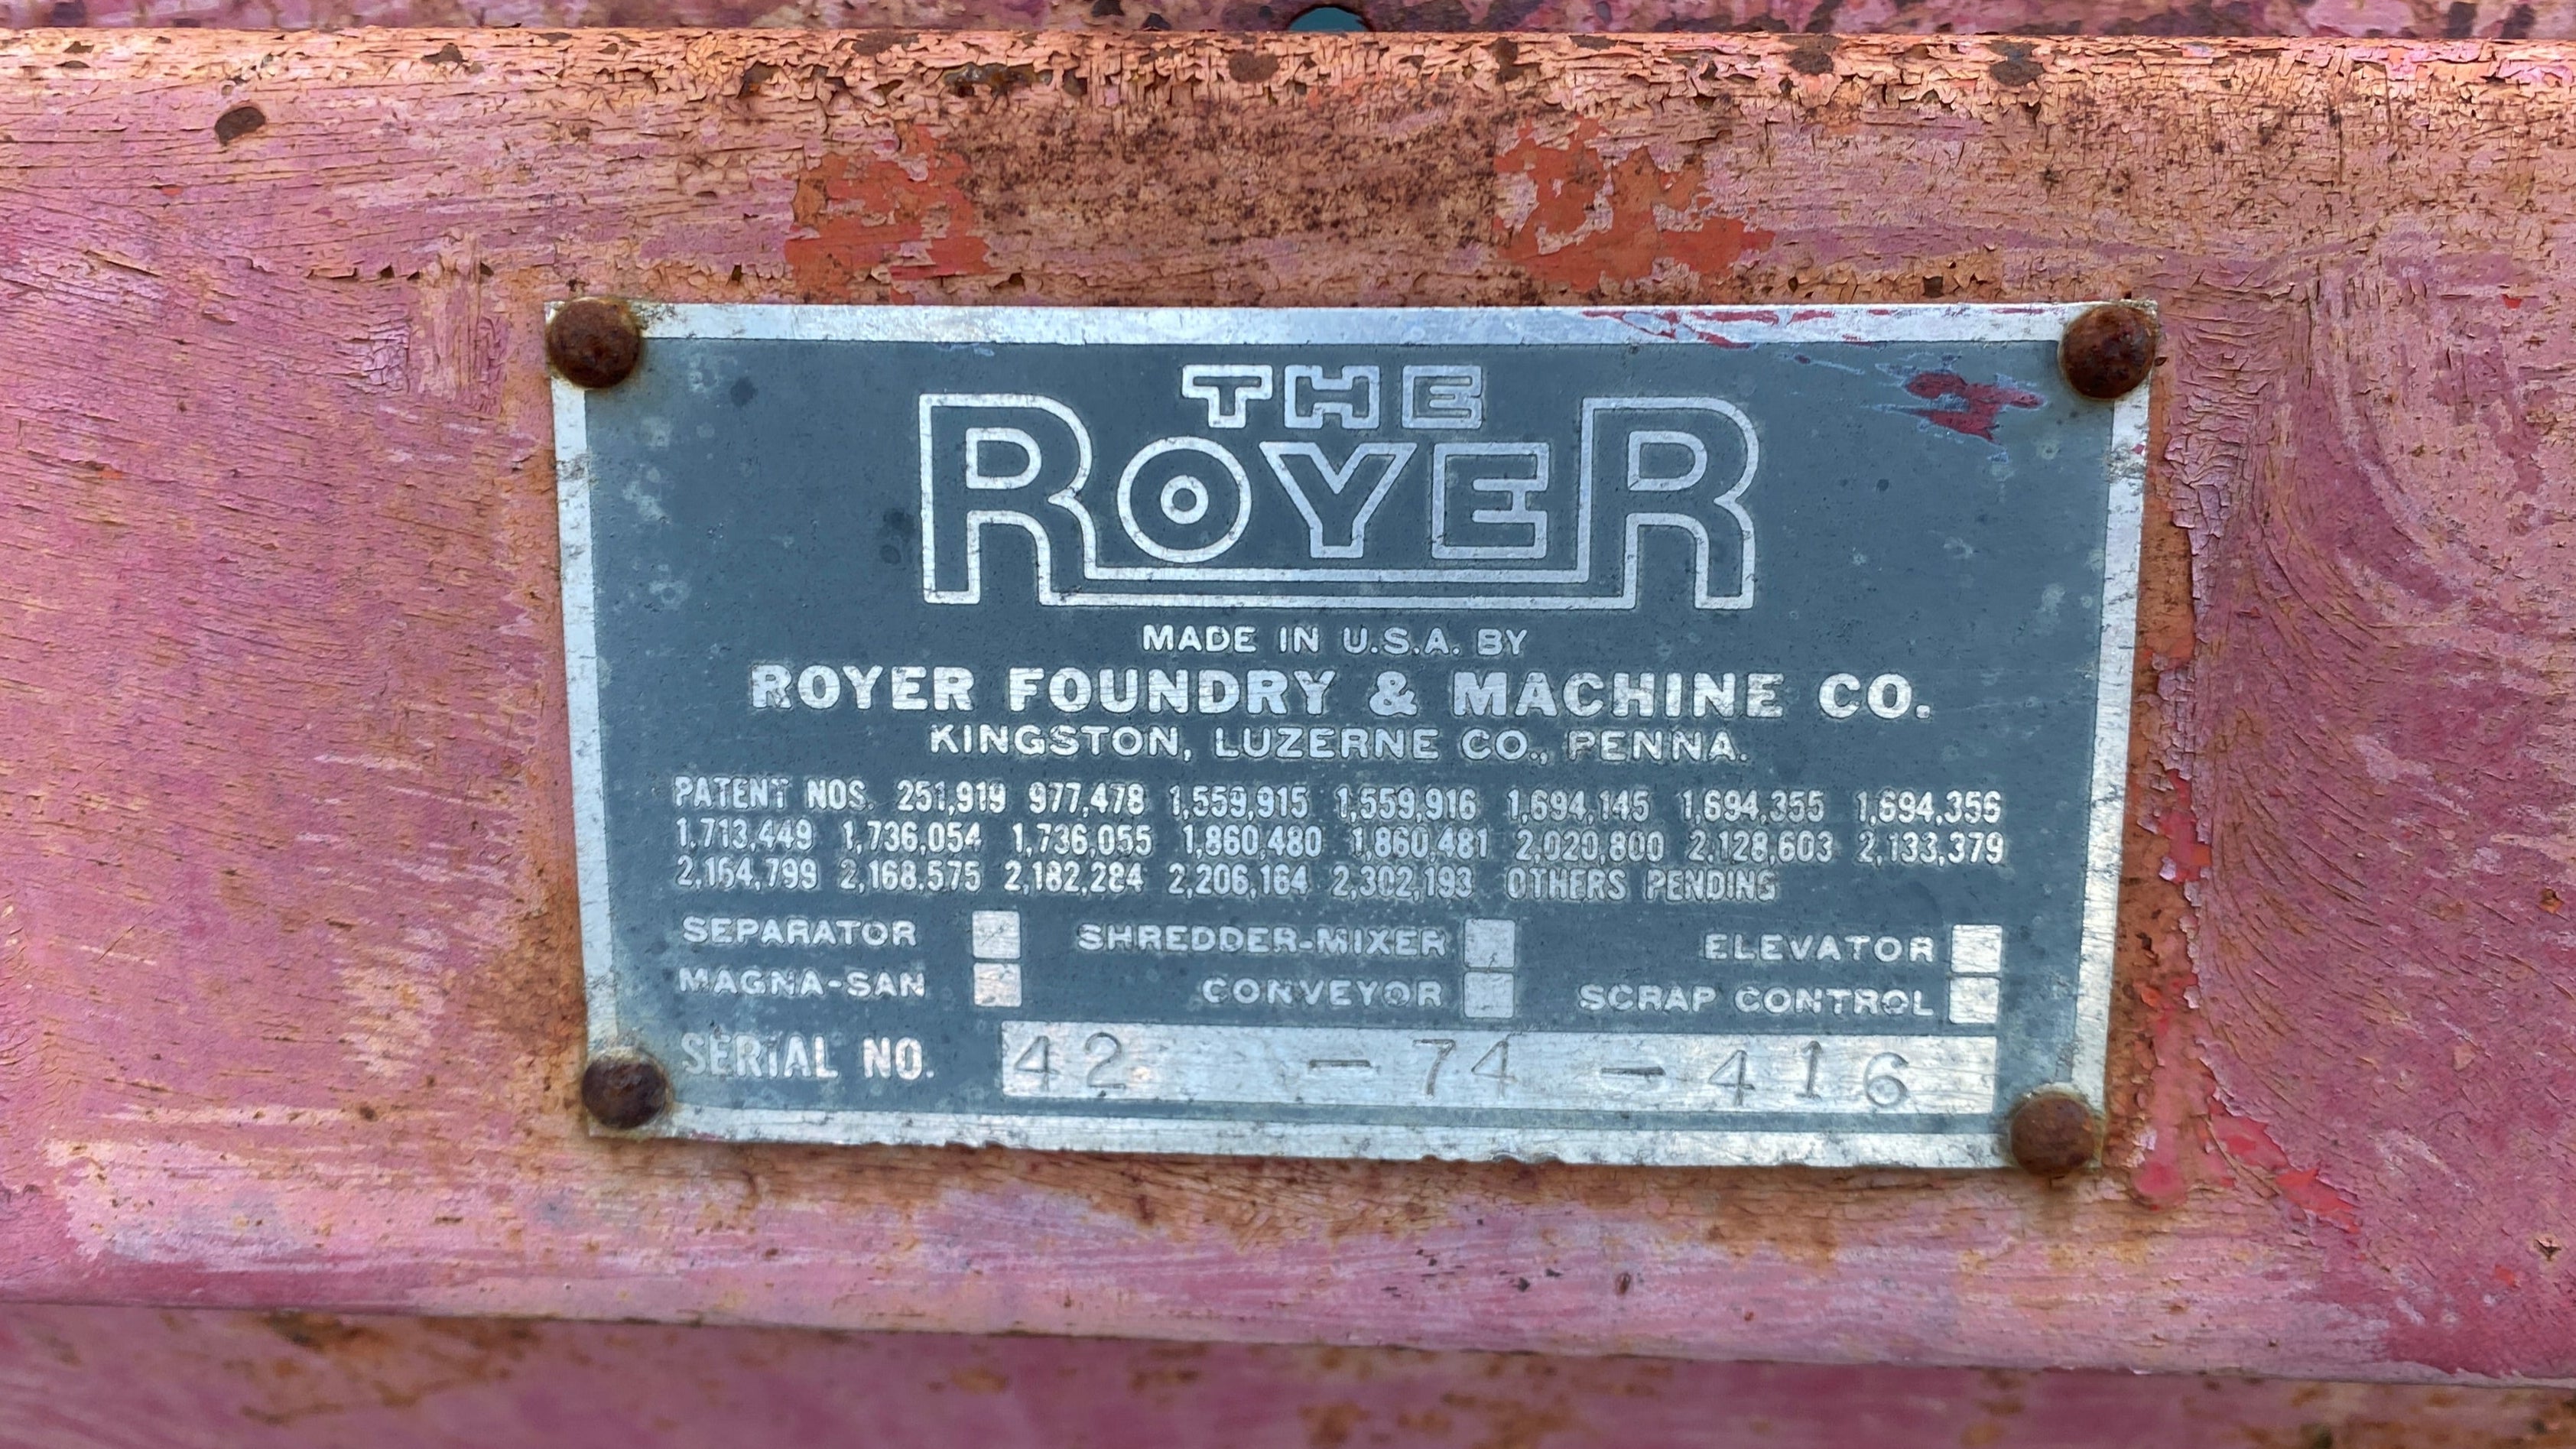 THE
ROYER
MADE IN U.S.A. BY
ROYER FOUNDRY & MACHINE CO.
KINGSTON, LUZERNE CO., PENNA.
PATENT NOS. 251,919 977,478 1,559,915 1,559,916 1,694,145 1,694,355 1,694,356
1,713,449 1,736,054 1,736,055 1,860,480 1,860,481 2,020,800 2,128,603 2,133,379
2,164,799 2,168,575 2,182,284 2,206,164 2,302,193 OTHERS PENDING
SEPARATOR SHREDDER-MIXER ELEVATOR
MAGNA-SAN CONVEYOR SCRAP CONTROL
SERIAL NO. 42 - 74 - 416